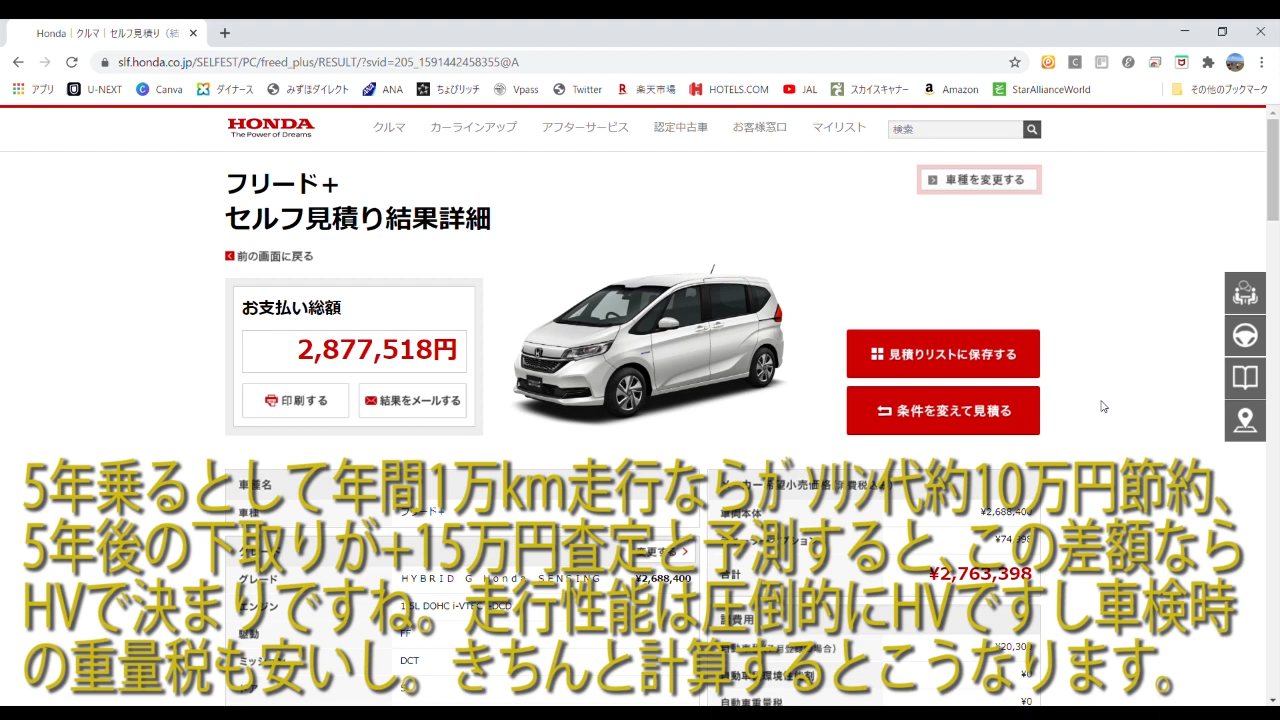 Honda｜クルマ｜セルフ見積り（結
slf.honda.co.jp/SELFEST/PC/freed_plus/RESULT/?svid=205_1591442458555@A
アプリ U-NEXT Canva ダイナース みずほダイレクト ANA ちょびリッチ Vpass Twitter 楽天市場 HOTELS.COM JAL スカイスキャナー Amazon StarAllianceWorld その他のブックマーク
HONDA
The Power of Dreams
クルマ カーラインアップ アフターサービス 認定中古車 お客様窓口 マイリスト 検索
フリード＋
車種を変更する
セルフ見積り結果詳細
前の画面に戻る
お支払い総額
2,877,518円
印刷する 結果をメールする
見積りリストに保存する
条件を変えて見積る
5年乗るとして年間1万km走行ならｶﾞｿﾘﾝ代約10万円節約、
5年後の下取りが+15万円査定と予測すると、この差額なら
HVで決まりですね。走行性能は圧倒的にHVですし車検時
の重量税も安いし。きちんと計算するとこうなります。
車種名
車種 フリード＋
グレード HYBRID G Honda SENSING ¥2,688,400
エンジン 1.5L DOHC i-VTEC
駆動 FF
DCT
車両本体 ¥2,688,400
合計 ¥2,763,398
¥20,300
¥0
自動車重量税 ¥0